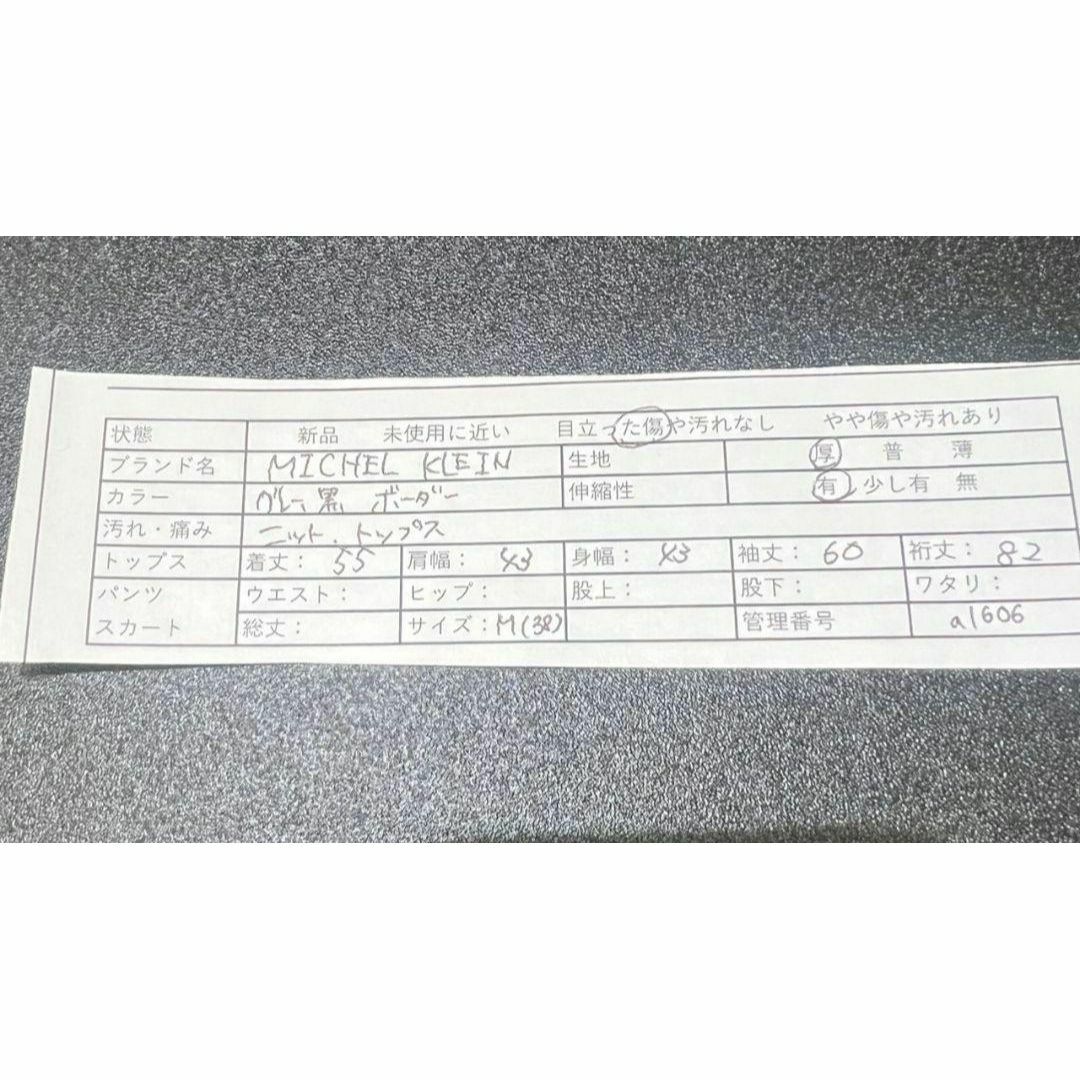 状態 新品 未使用に近い 目立った傷や汚れなし やや傷や汚れあり
ブランド名 MICHEL KLEIN 生地 厚 普 薄
カラー グレー 黒 ボーダー 伸縮性 有 少し有 無
汚れ・痛み ニット、トップス
トップス 着丈: 55 肩幅: 43 身幅: 43 袖丈: 60 裄丈: 82
パンツ ウエスト: ヒップ: 股上: 股下: ワタリ:
スカート 総丈: サイズ:M(38) 管理番号 a1606